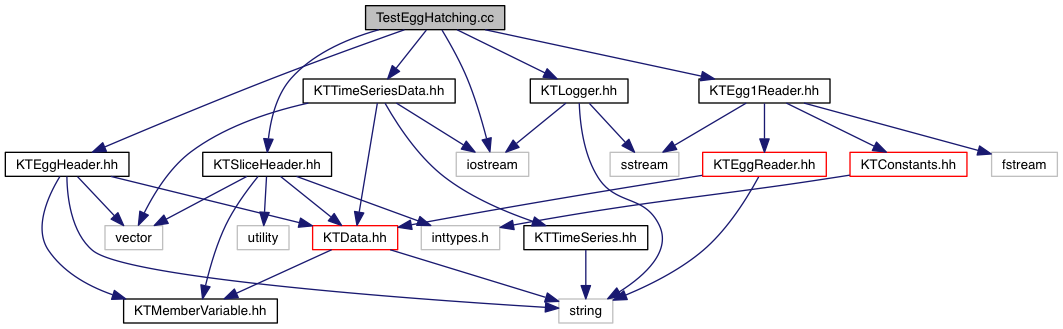 TestEggHatching.cc
KTTimeSeriesData.hh
KTLogger.hh
KTEgg1Reader.hh
KTEggHeader.hh
KTSliceHeader.hh
iostream
sstream
KTEggReader.hh
KTConstants.hh
fstream
vector
utility
KTData.hh
inttypes.h
KTTimeSeries.hh
KTMemberVariable.hh
string